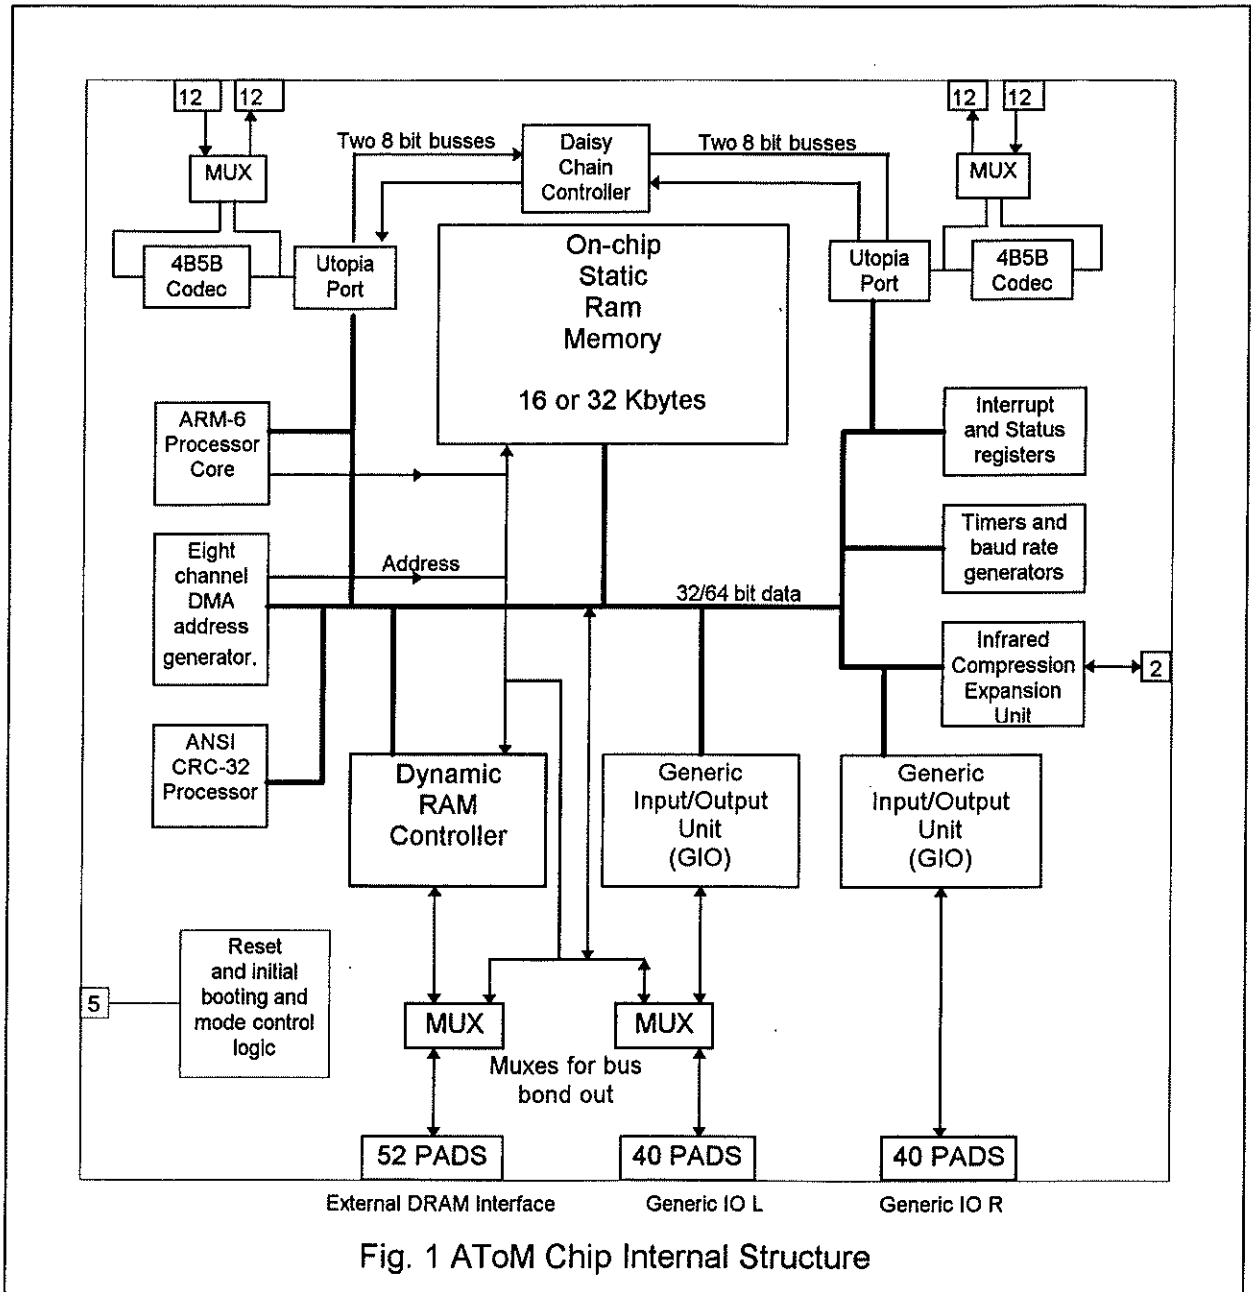 12 12 12 12
MUX
MUX
Two 8 bit busses
Daisy
Chain
Controller
Two 8 bit busses
4B5B
Codec
Utopia
Port
On-chip
Static
Ram
Memory
16 or 32 Kbytes
Utopia
Port
4B5B
Codec
ARM-6
Processor
Core
Interrupt
and Status
registers
Eight
channel
DMA
address
generator.
Address
32/64 bit data
Timers and
baud rate
generators
Infrared
Compression
Expansion
Unit
2
ANSI
CRC-32
Processor
Dynamic
RAM
Controller
Generic
Input/Output
Unit
(GIO)
Generic
Input/Output
Unit
(GIO)
5
Reset
and initial
booting and
mode control
logic
MUX
MUX
Muxes for bus
bond out
52 PADS
40 PADS
40 PADS
External DRAM Interface
Generic IO L
Generic IO R
Fig. 1 AToM Chip Internal Structure